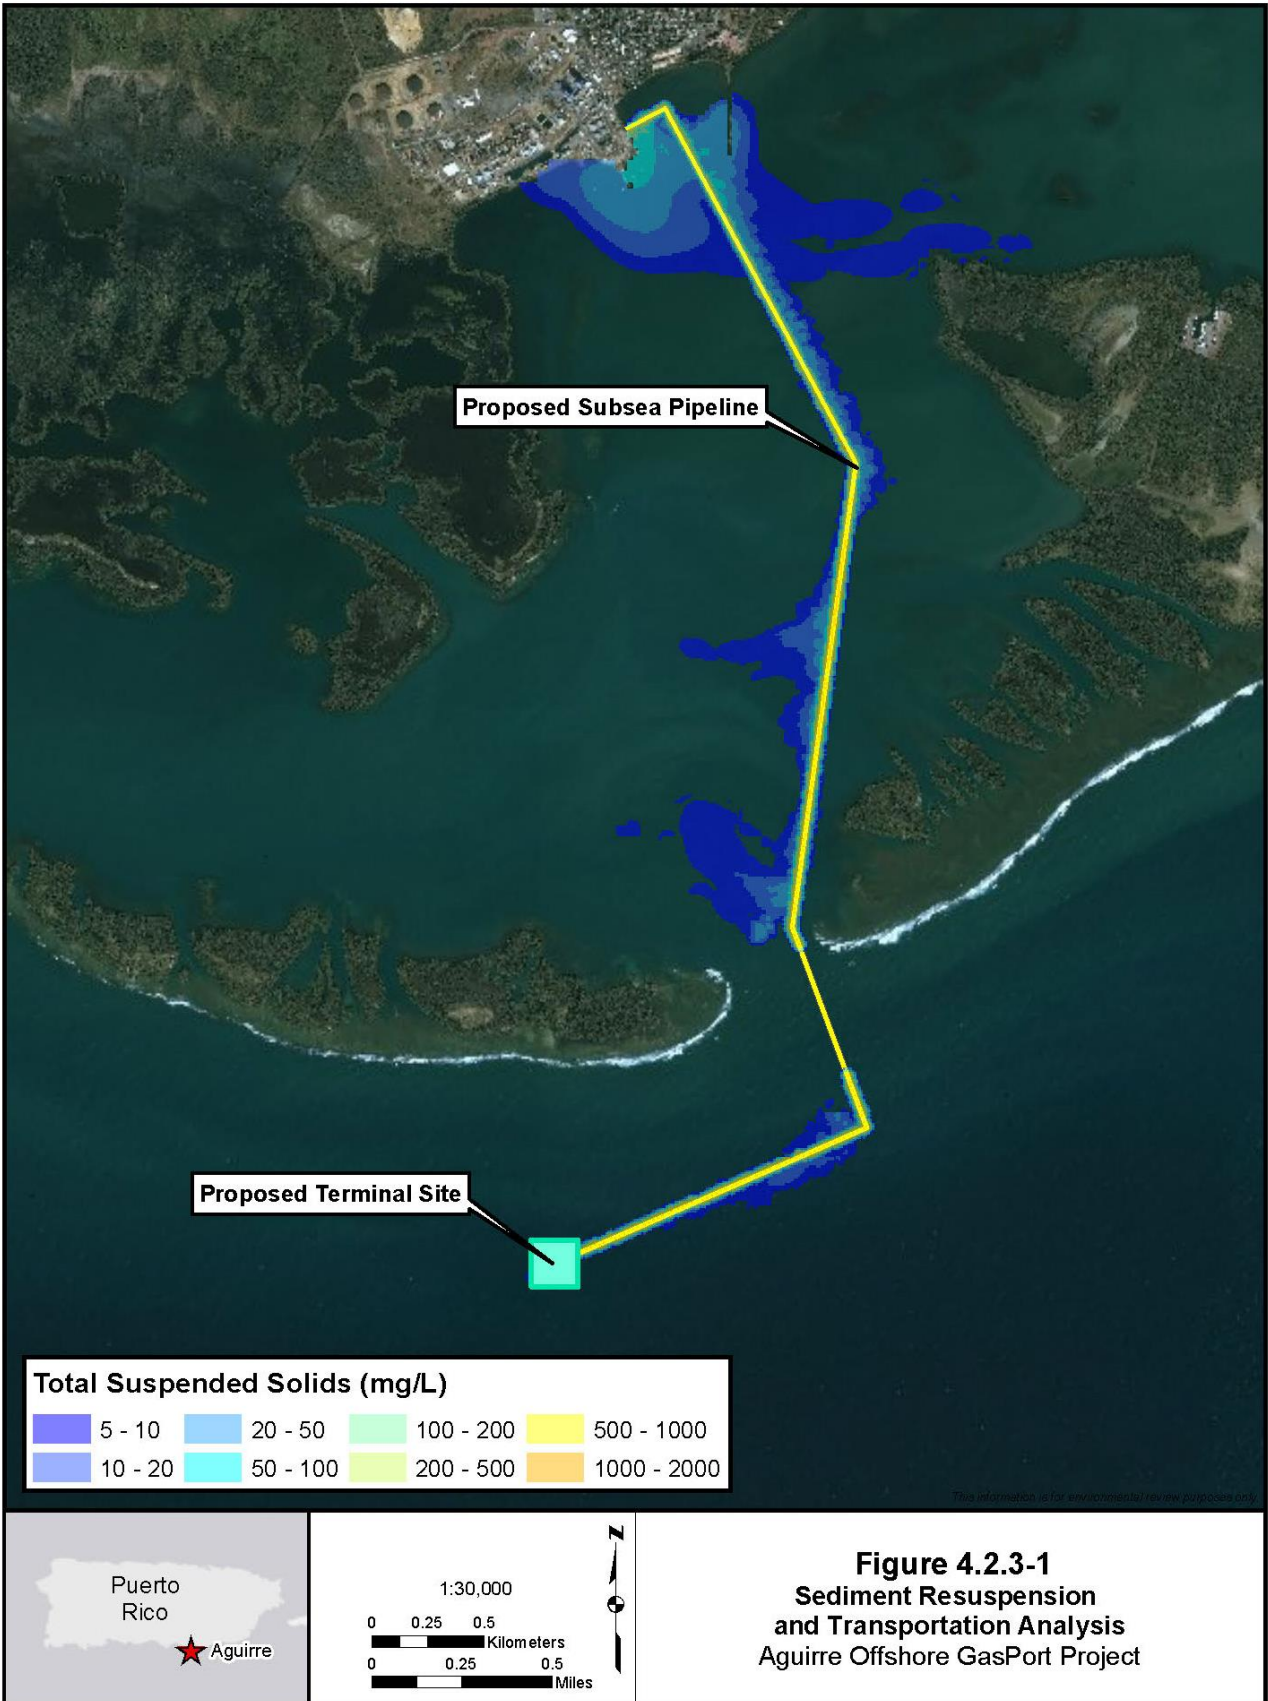 Proposed Subsea Pipeline
Proposed Terminal Site
Total Suspended Solids (mg/L)
5 - 10
20 - 50
100 - 200
500 - 1000
10 - 20
50 - 100
200 - 500
1000 - 2000
This information is for environmental review purposes only.
Puerto
Rico
Aguirre
N
1:30,000
0 0.25 0.5
Kilometers
0 0.25 0.5
Miles
Figure 4.2.3-1
Sediment Resuspension
and Transportation Analysis
Aguirre Offshore GasPort Project